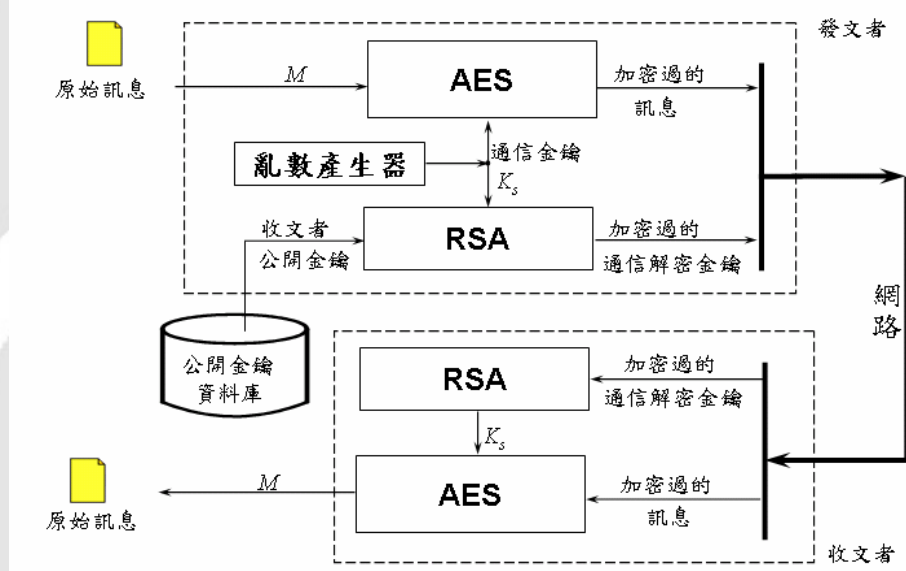 發文者
原始訊息
M
AES
加密過的
訊息
亂數產生器
通信金鑰
Ks
收文者
公開金鑰
RSA
加密過的
通信解密金鑰
網路
公開金鑰
資料庫
RSA
加密過的
通信解密金鑰
Ks
原始訊息
M
AES
加密過的
訊息
收文者